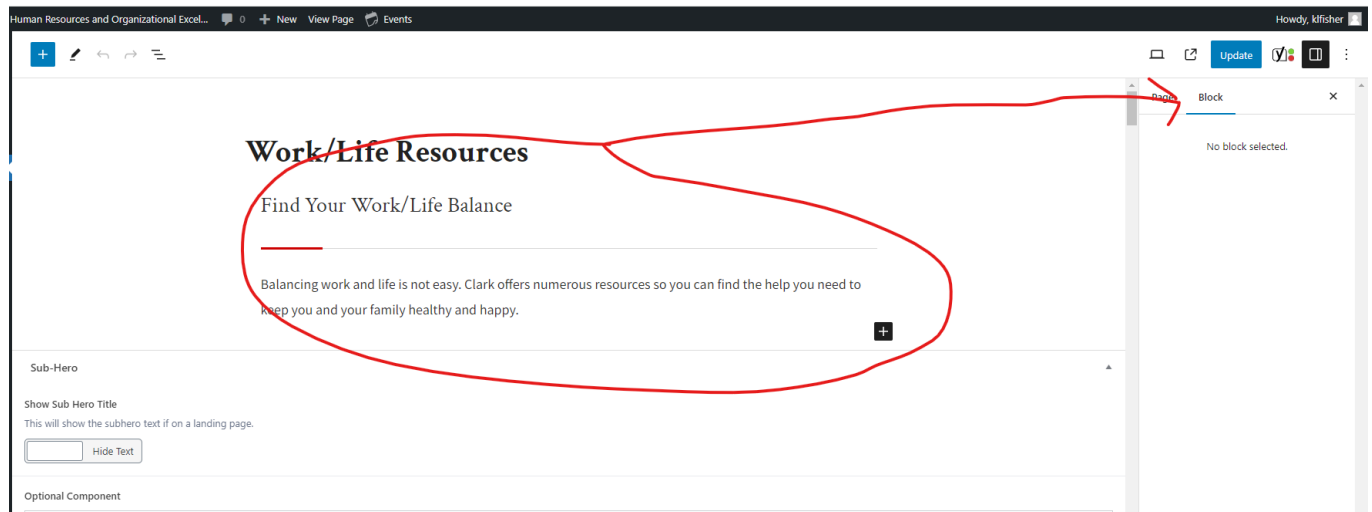 Human Resources and Organizational Excel... 0 + New View Page Events Howdy, klfisher
Update
Page Block
No block selected.
Work/Life Resources
Find Your Work/Life Balance
Balancing work and life is not easy. Clark offers numerous resources so you can find the help you need to
keep you and your family healthy and happy.
Sub-Hero
Show Sub Hero Title
This will show the subhero text if on a landing page.
Hide Text
Optional Component